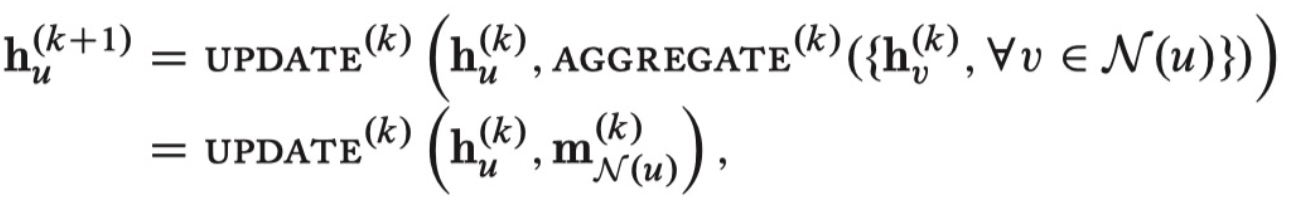 h_u^{(k+1)} = UPDATE^{(k)} ( h_u^{(k)}, AGGREGATE^{(k)}({h_v^{(k)}, ∀v ∈ 𝒩(u)}) )
= UPDATE^{(k)} ( h_u^{(k)}, m_{𝒩(u)}^{(k)} ),